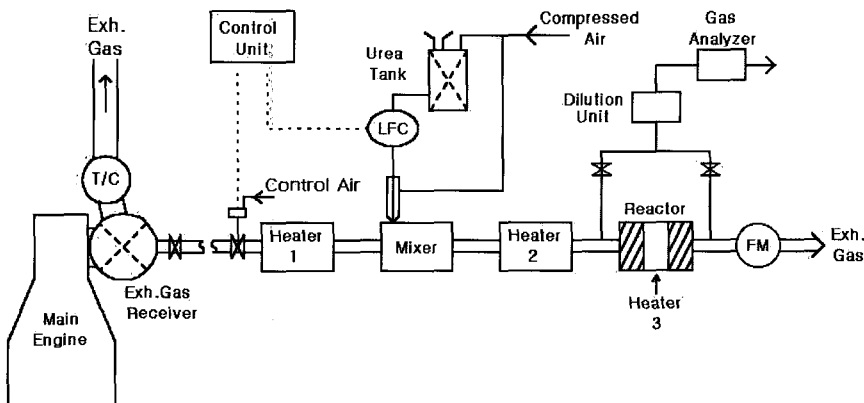 Exh.
Gas
Control
Unit
Urea
Tank
Compressed
Air
Gas
Analyzer
Dilution
Unit
LFC
T/C
Control Air
Reactor
Heater
1
Mixer
Heater
2
FM
Exh.
Gas
Exh.Gas
Receiver
Heater
3
Main
Engine